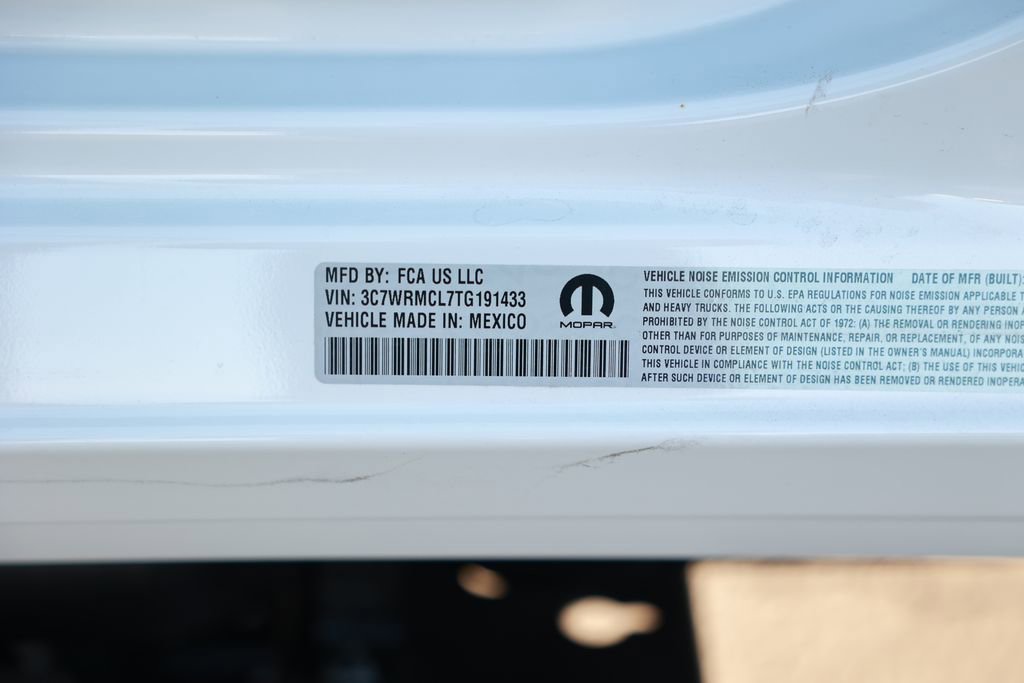 MFD BY: FCA US LLC
VIN: 3C7WRMCL7TG191433
VEHICLE MADE IN: MEXICO
MOPAR
VEHICLE NOISE EMISSION CONTROL INFORMATION DATE OF MFR (BUILT):
THIS VEHICLE CONFORMS TO U.S. EPA REGULATIONS FOR NOISE EMISSION APPLICABLE
AND HEAVY TRUCKS. THE FOLLOWING ACTS OR THE CAUSING THEREOF BY ANY PERSON
PROHIBITED BY THE NOISE CONTROL ACT OF 1972: (A) THE REMOVAL OR RENDERING
OTHER THAN FOR PURPOSES OF MAINTENANCE, REPAIR, OR REPLACEMENT, OF ANY
CONTROL DEVICE OR ELEMENT OF DESIGN (LISTED IN THE OWNER'S MANUAL)
THIS VEHICLE IN COMPLIANCE WITH THE NOISE CONTROL ACT; (B) THE USE OF THIS
AFTER SUCH DEVICE OR ELEMENT OF DESIGN HAS BEEN REMOVED OR RENDERED